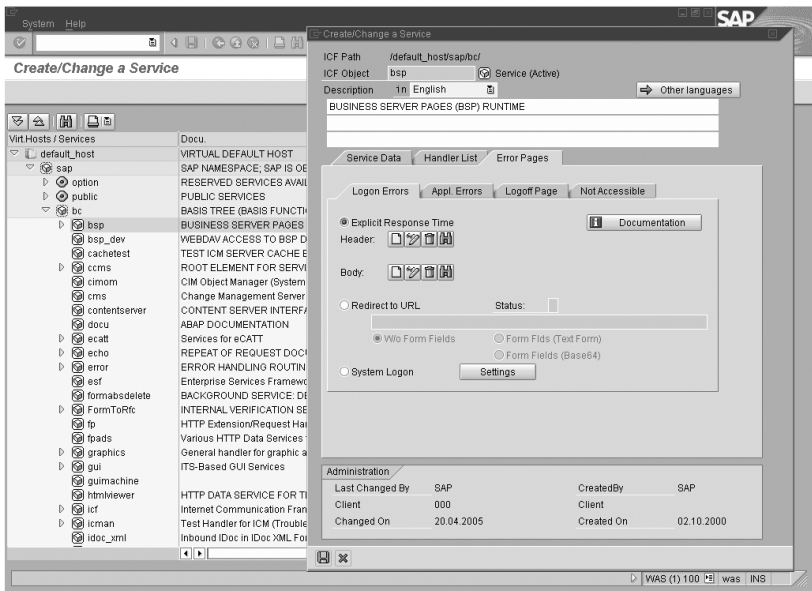 System Help
SAP
Create/Change a Service
Virt.Hosts / Services Docu.
default_host VIRTUAL DEFAULT HOST
sap SAP NAMESPACE; SAP IS OE
option RESERVED SERVICES AVAIL
public PUBLIC SERVICES
bc BASIS TREE (BASIS FUNCTI
bsp BUSINESS SERVER PAGES
bsp_dev WEBDAV ACCESS TO BSP D
cachetest TEST ICM SERVER CACHE E
ccms ROOT ELEMENT FOR SERVI
cimom CIM Object Manager (System
cms Change Management Server
contentserver CONTENT SERVER INTERF
docu ABAP DOCUMENTATION
ecatt Services for eCATT
echo REPEAT OF REQUEST DOC
error ERROR HANDLING ROUTIN
esf Enterprise Services Framew
formabsdelete BACKGROUND SERVICE: DE
FormToRfc INTERNAL VERIFICATION SE
fp HTTP Extension/Request Ha
fpads Various HTTP Data Services
graphics General handler for graphic a
gui ITS-Based GUI Services
guimachine
htmlviewer HTTP DATA SERVICE FOR T
icf Internet Communication Fran
icman Test Handler for ICM (Trouble
idoc_xml Inbound IDoc in IDoc XML Fo
Create/Change a Service
ICF Path /default_host/sap/bc/
ICF Object bsp Service (Active)
Description in English Other languages
BUSINESS SERVER PAGES (BSP) RUNTIME
Service Data Handler List Error Pages
Logon Errors Appl. Errors Logoff Page Not Accessible
Explicit Response Time Documentation
Header:
Body:
Redirect to URL Status:
W/o Form Fields Form Flds (Text Form)
Form Fields (Base64)
System Logon Settings
Administration
Last Changed By SAP CreatedBy SAP
Client 000 Client
Changed On 20.04.2005 Created On 02.10.2000
WAS (1) 100 was INS